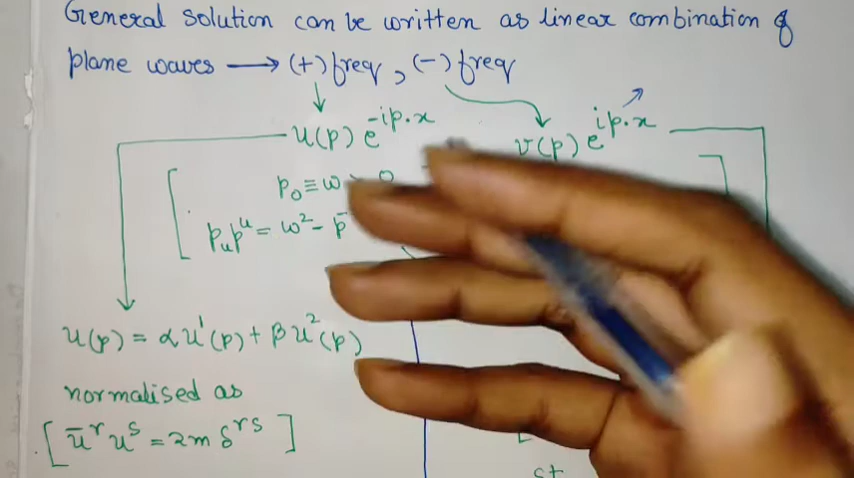 General solution can be written as linear combination of
plane waves → (+) freq, (-) freq
u(p) e^{-ip.x}
v(p) e^{ip.x}
p₀ ≡ ω
p_μ p^μ = ω² - p̄
u(p) = α u¹(p) + β u²(p)
normalised as
[ ū^r u^s = 2m δ^{rs} ]
st